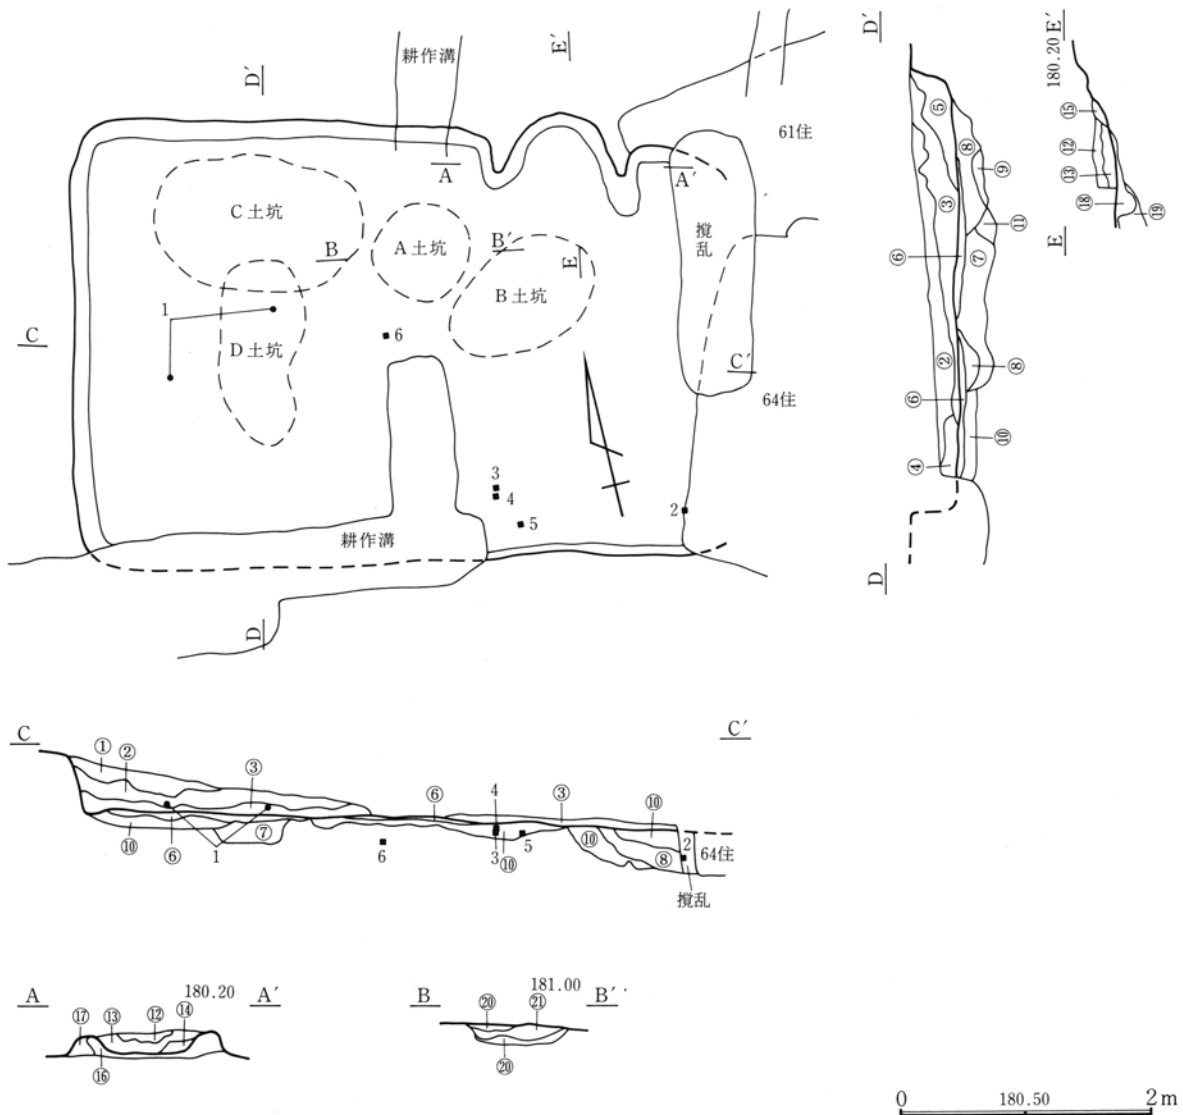 耕作溝
E′
D′
61住
A
A′
C土坑
A土坑
B
B′
E
B土坑
撹乱
1
6
C
D土坑
C′
64住
3
4
5
2
耕作溝
D
D′
⑤
⑧
⑨
③
⑪
⑥
⑦
②
⑧
⑥
⑩
④
D
E′
180.20
⑮
⑫
⑬
⑱
⑲
E
C
C′
①
②
③
4
⑥
③
⑩
⑩
⑥
⑦
1
6
3
⑩
5
⑩
⑧
2
64住
撹乱
A
180.20
A′
⑰
⑬
⑫
⑭
⑯
B
181.00
B′′
⑳
㉑
⑳
0
180.50
2m